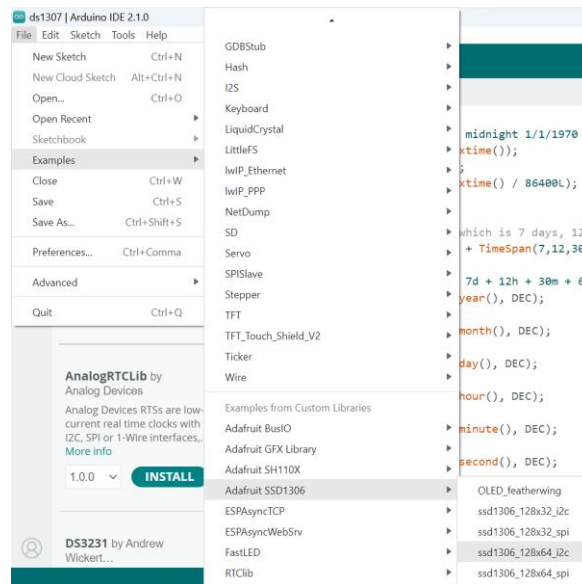 ds1307 | Arduino IDE 2.1.0
File Edit Sketch Tools Help
New Sketch Ctrl+N
New Cloud Sketch Alt+Ctrl+N
Open... Ctrl+O
Open Recent
Sketchbook
Examples
Close Ctrl+W
Save Ctrl+S
Save As... Ctrl+Shift+S
Preferences... Ctrl+Comma
Advanced
Quit Ctrl+Q
AnalogRTCLib by
Analog Devices
Analog Devices RTSs are low-
current real time clocks with
I2C, SPI or 1-Wire interfaces,..
More info
1.0.0
INSTALL
DS3231 by Andrew
Wickert...
GDBStub
Hash
I2S
Keyboard
LiquidCrystal
LittleFS
lwIP_Ethernet
lwIP_PPP
NetDump
SD
Servo
SPISlave
Stepper
TFT
TFT_Touch_Shield_V2
Ticker
Wire
Examples from Custom Libraries
Adafruit BusIO
Adafruit GFX Library
Adafruit SH110X
Adafruit SSD1306
ESPAsyncTCP
ESPAsyncWebSrv
FastLED
RTClib
midnight 1/1/1970
xtime());
;
xtime() / 86400L);
which is 7 days, 12
+ TimeSpan(7,12,30
7d + 12h + 30m + 6
year(), DEC);
month(), DEC);
day(), DEC);
hour(), DEC);
minute(), DEC);
second(), DEC);
OLED_featherwing
ssd1306_128x32_i2c
ssd1306_128x32_spi
ssd1306_128x64_i2c
ssd1306_128x64_spi